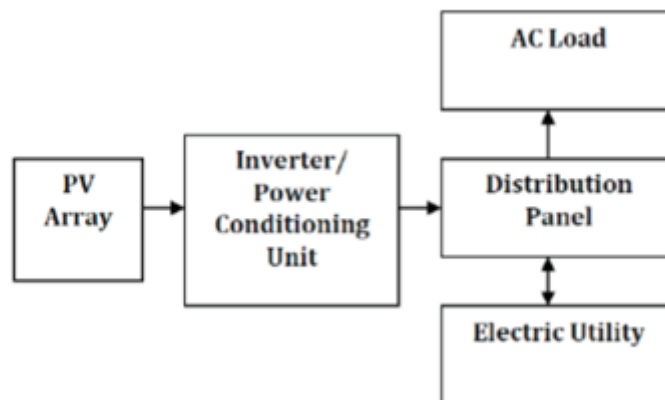 PV
Array
Inverter/
Power
Conditioning
Unit
AC Load
Distribution
Panel
Electric Utility